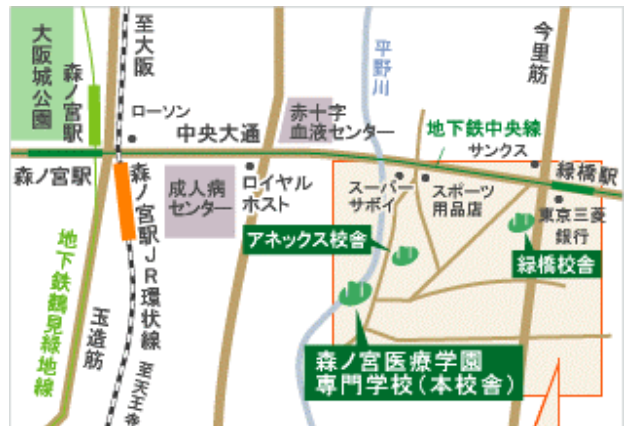 大阪城公園
森ノ宮駅
至大阪
ローソン
中央大通
赤十字
血液センター
平野川
今里筋
地下鉄中央線
サンクス
緑橋駅
森ノ宮駅
成人病
センター
ロイヤル
ホスト
スーパー
サボイ
スポーツ
用品店
東京三菱
銀行
アネックス校舎
緑橋校舎
森ノ宮駅JR環状線
地下鉄鶴見緑地線
玉造筋
至天王寺
森ノ宮医療学園
専門学校(本校舎)